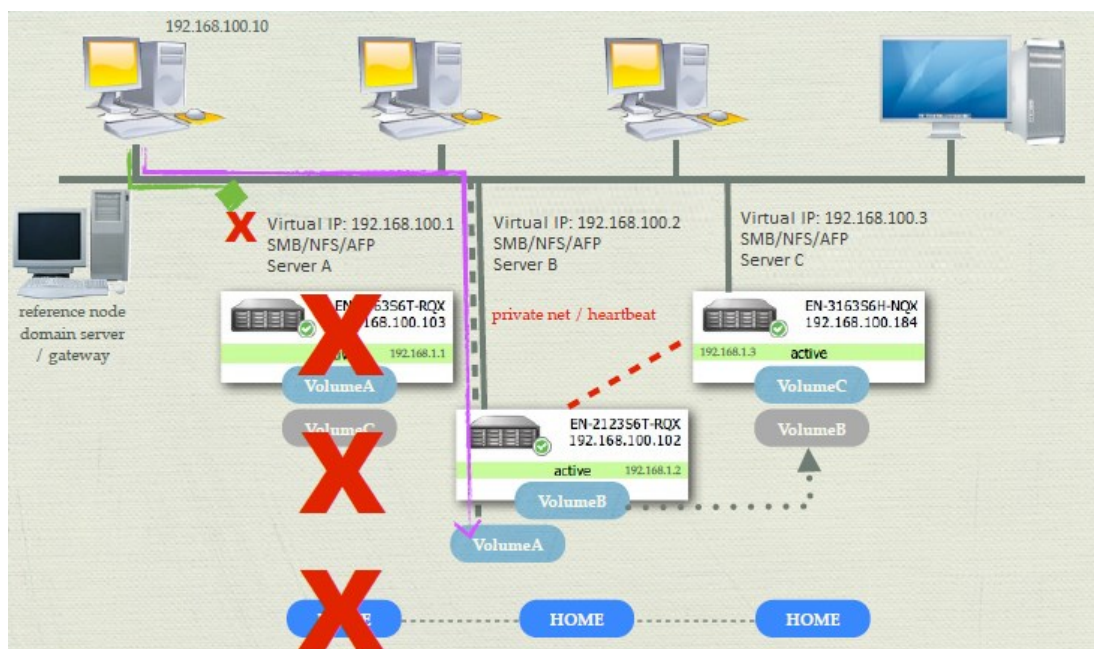 192.168.100.10
Virtual IP: 192.168.100.1
SMB/NFS/AFP
Server A
Virtual IP: 192.168.100.2
SMB/NFS/AFP
Server B
Virtual IP: 192.168.100.3
SMB/NFS/AFP
Server C
reference node
domain server
/ gateway
63S6T-RQX
68.100.103
192.168.1.1
VolumeA
private net / heartbeat
EN-3163S6H-NQX
192.168.100.184
192.168.1.3 active
VolumeC
VolumeB
EN-2123S6T-RQX
192.168.100.102
active 192.168.1.2
VolumeB
VolumeA
HOME
HOME